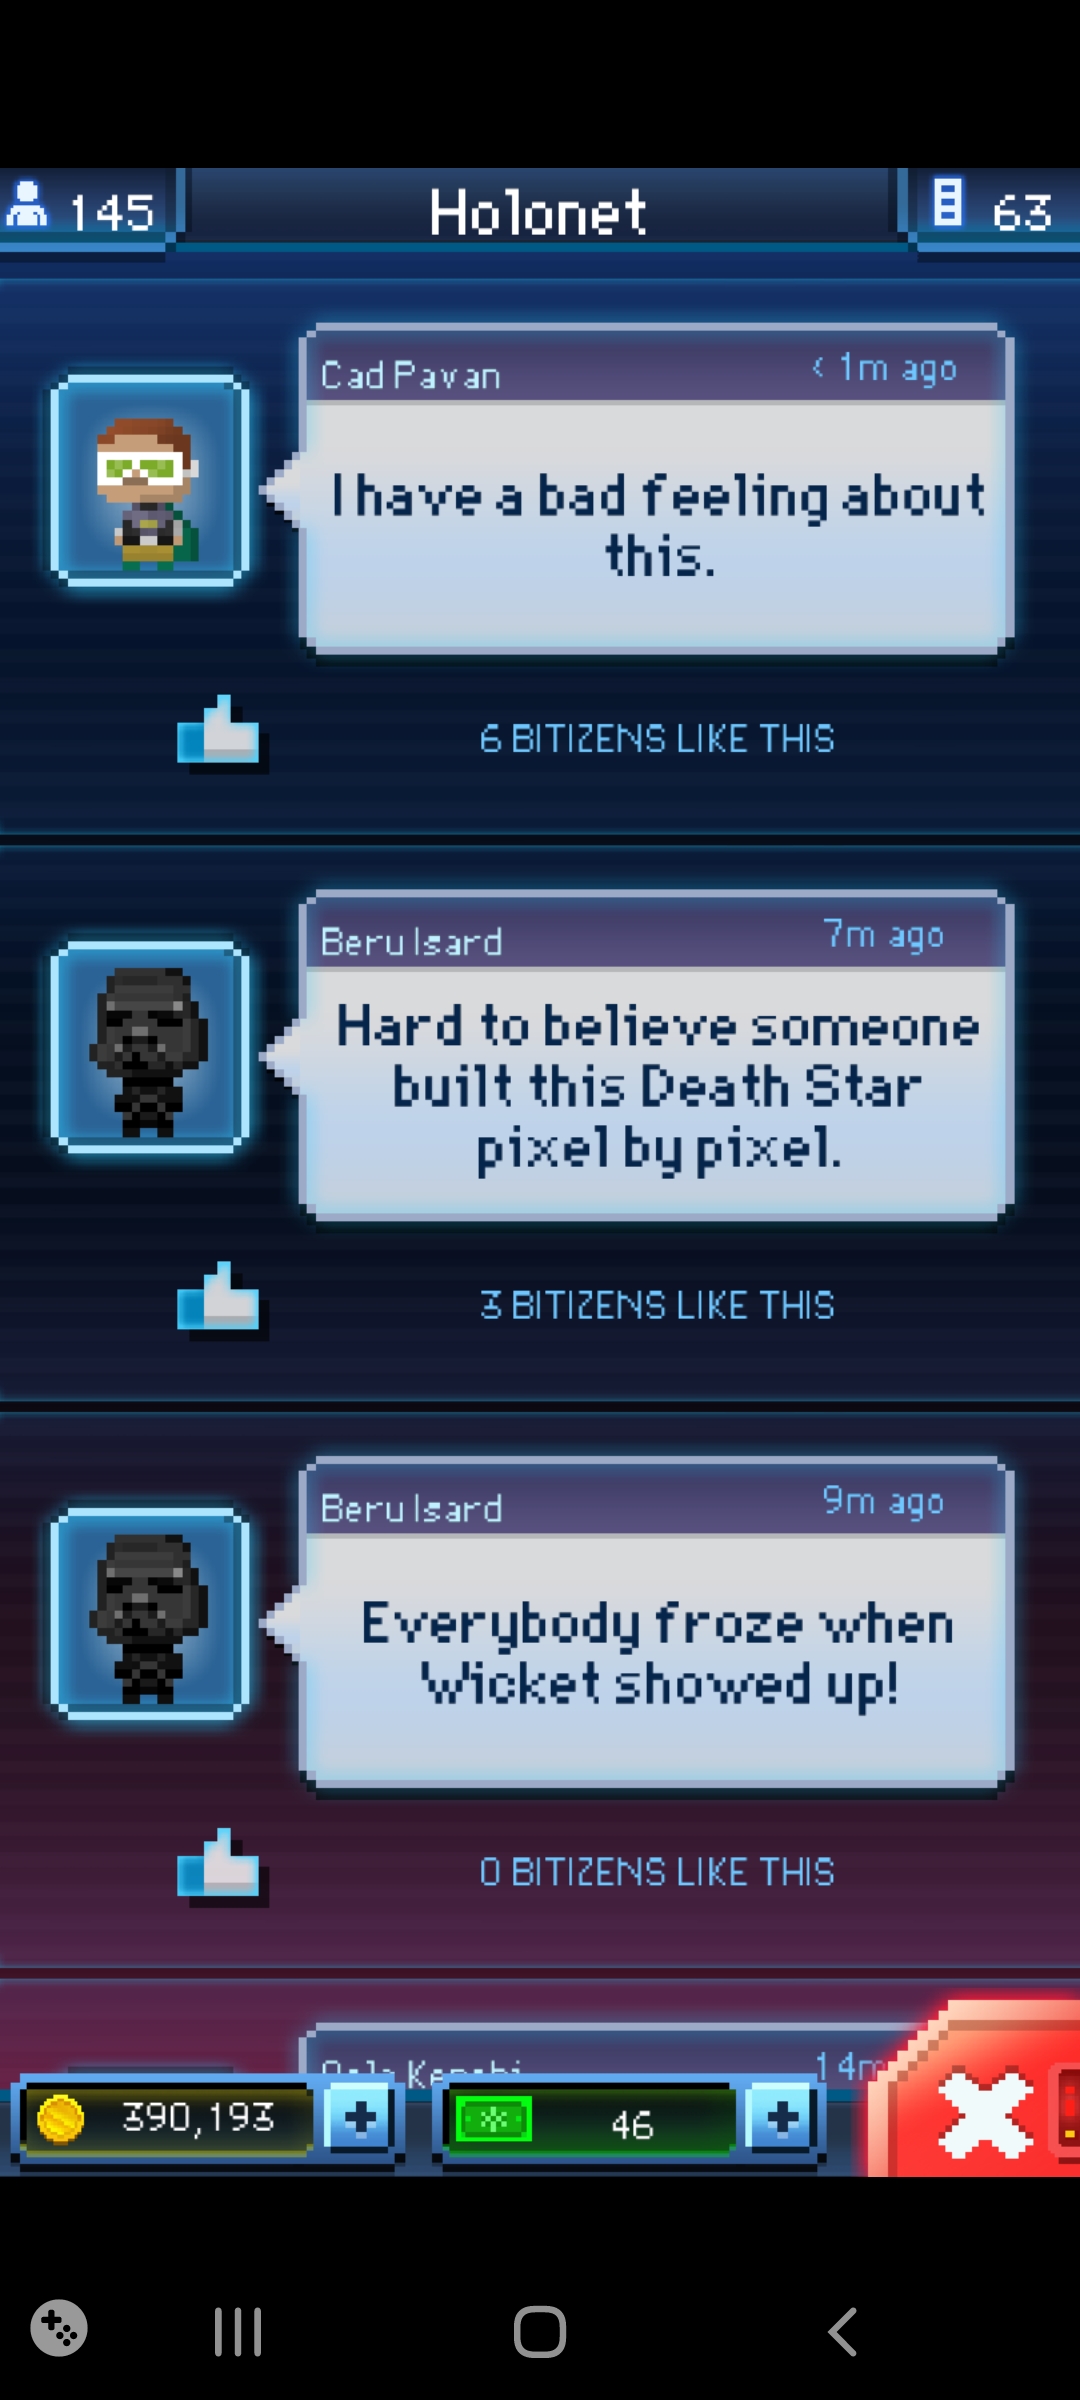 145
Holonet
63
Cad Pavan
< 1m ago
I have a bad feeling about
this.
6 BITIZENS LIKE THIS
Beru Isard
7m ago
Hard to believe someone
built this Death Star
pixel by pixel.
3 BITIZENS LIKE THIS
Beru Isard
9m ago
Everybody froze when
Wicket showed up!
0 BITIZENS LIKE THIS
390,193
46